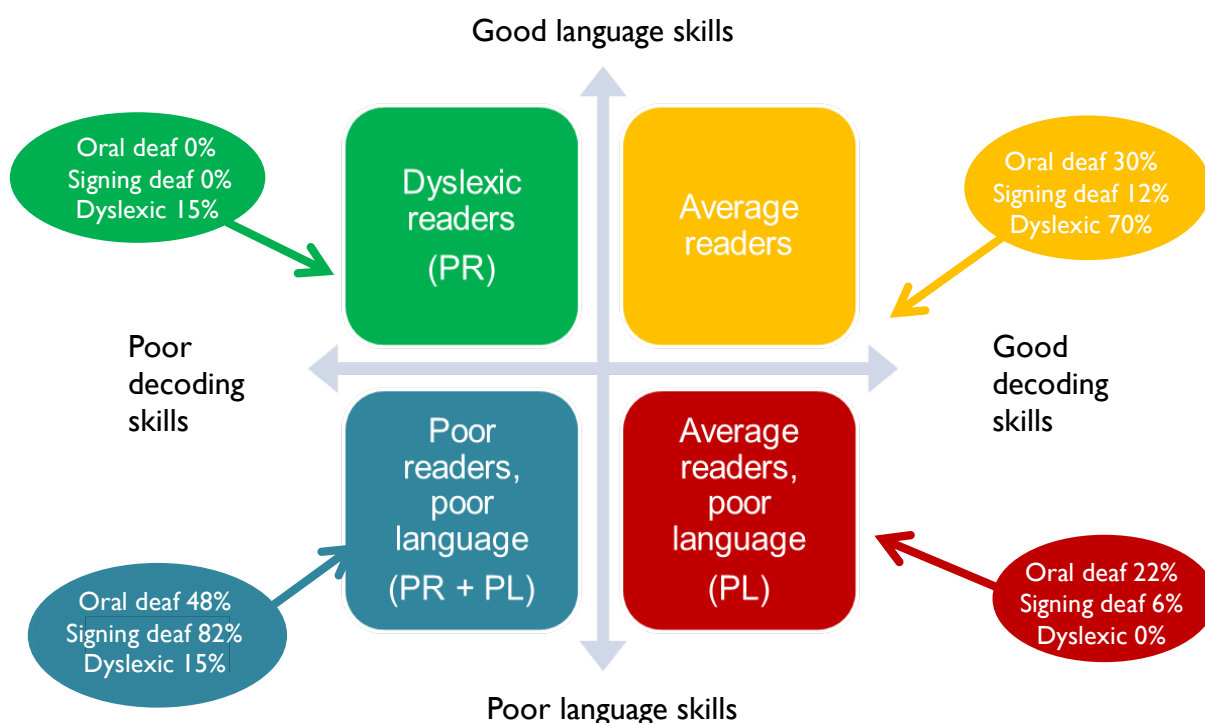 Good language skills
Oral deaf 0%
Signing deaf 0%
Dyslexic 15%
Dyslexic
readers
(PR)
Average
readers
Oral deaf 30%
Signing deaf 12%
Dyslexic 70%
Poor
decoding
skills
Good
decoding
skills
Poor
readers,
poor
language
(PR + PL)
Average
readers,
poor
language
(PL)
Oral deaf 48%
Signing deaf 82%
Dyslexic 15%
Oral deaf 22%
Signing deaf 6%
Dyslexic 0%
Poor language skills